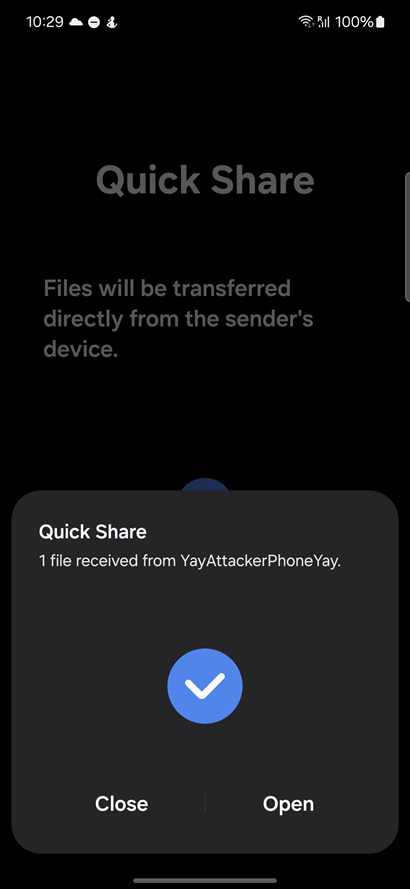 10:29 100%
Quick Share
Files will be transferred
directly from the sender's
device.
Quick Share
1 file received from YayAttackerPhoneYay.
Close Open